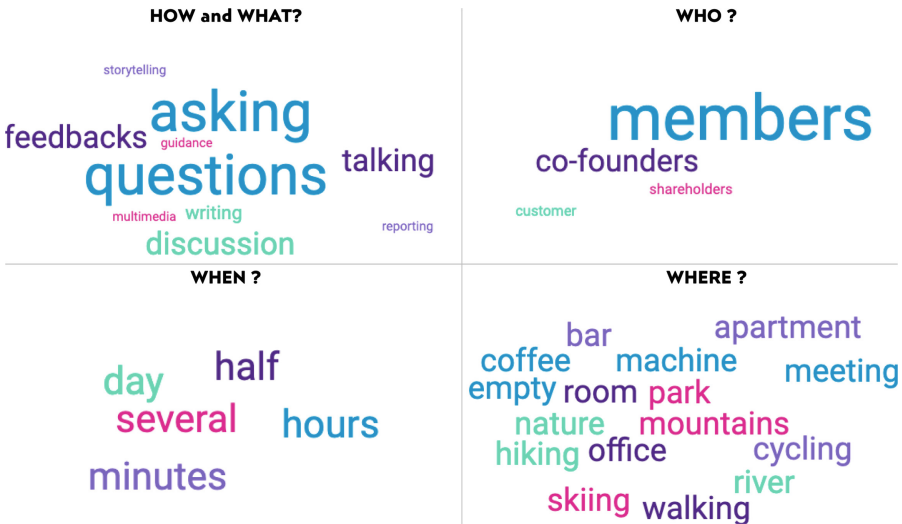 HOW and WHAT?
storytelling
asking
feedbacks guidance
questions talking
multimedia writing
reporting
discussion
WHO ?
members
co-founders
shareholders
customer
WHEN ?
day half
several hours
minutes
WHERE ?
bar apartment
coffee machine meeting
empty room park
nature mountains
hiking office cycling
river
skiing walking